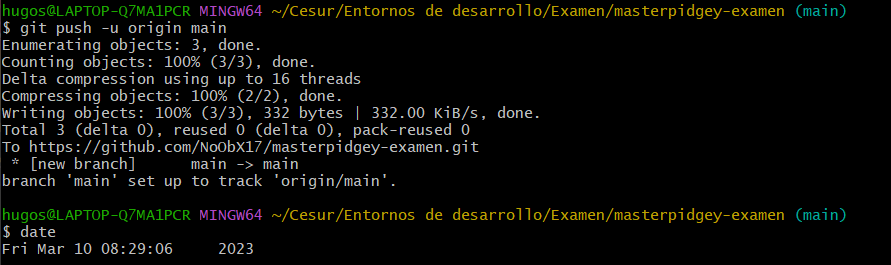 hugos@LAPTOP-Q7MA1PCR MINGW64 ~/Cesur/Entornos de desarrollo/Examen/masterpidgey-examen (main)
$ git push -u origin main
Enumerating objects: 3, done.
Counting objects: 100% (3/3), done.
Delta compression using up to 16 threads
Compressing objects: 100% (2/2), done.
Writing objects: 100% (3/3), 332 bytes | 332.00 KiB/s, done.
Total 3 (delta 0), reused 0 (delta 0), pack-reused 0
To https://github.com/NoObX17/masterpidgey-examen.git
 * [new branch]      main -> main
branch 'main' set up to track 'origin/main'.

hugos@LAPTOP-Q7MA1PCR MINGW64 ~/Cesur/Entornos de desarrollo/Examen/masterpidgey-examen (main)
$ date
Fri Mar 10 08:29:06     2023